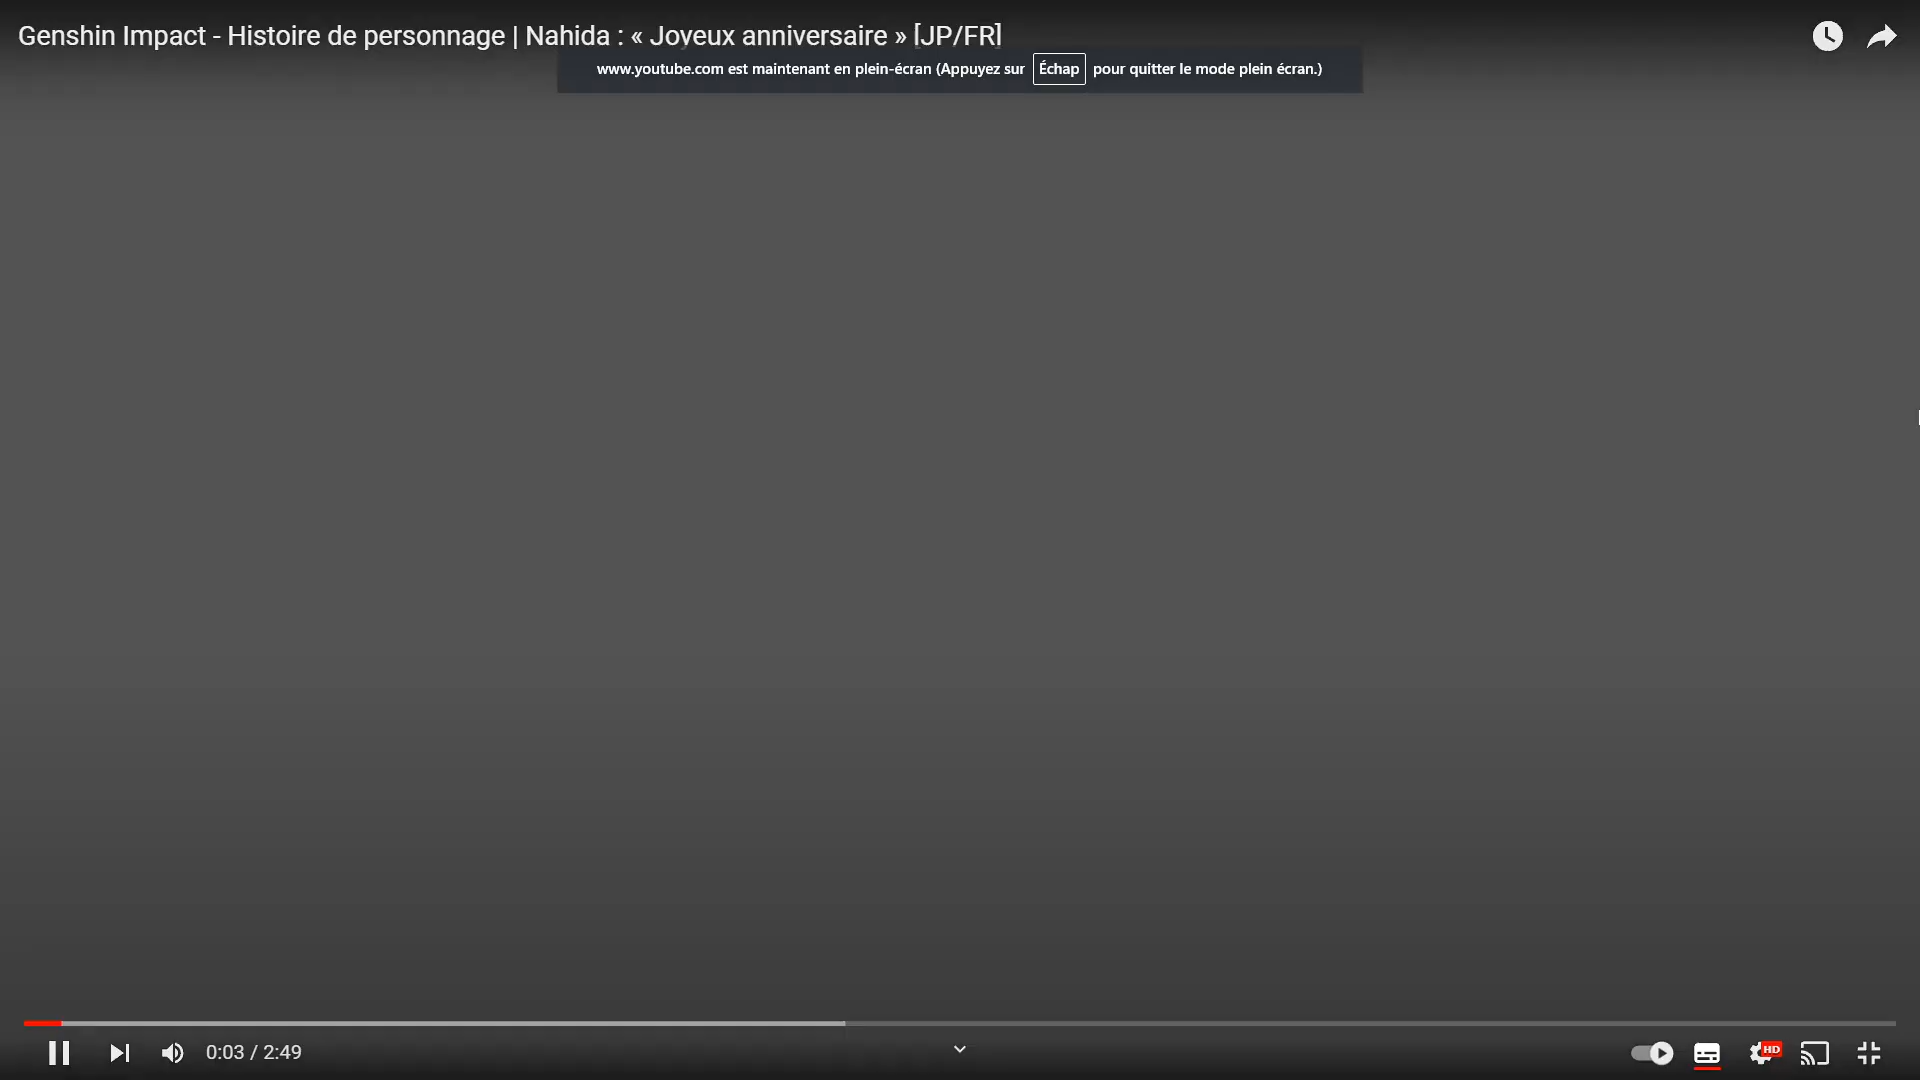 Genshin Impact - Histoire de personnage | Nahida : « Joyeux anniversaire » [JP/FR]
www.youtube.com est maintenant en plein-écran (Appuyez sur Échap pour quitter le mode plein écran.)
0:03 / 2:49
HD